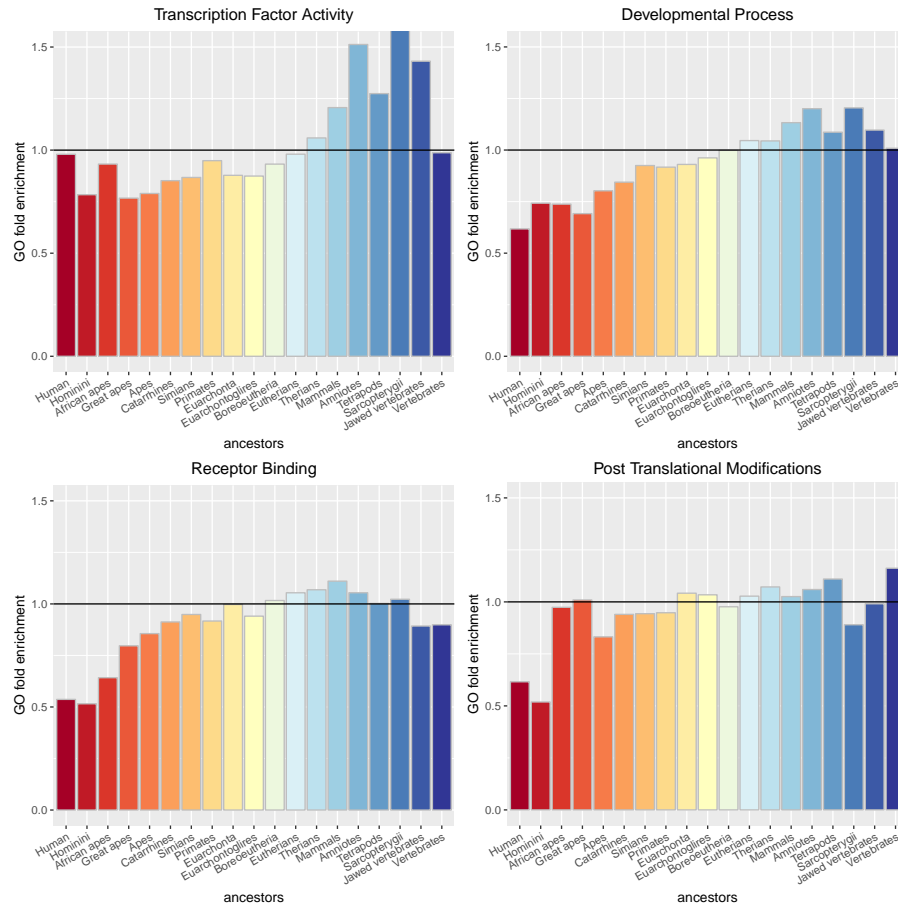 Transcription Factor Activity
GO fold enrichment
1.5
1.0
0.5
0.0
Human
Hominini
African apes
Great apes
Apes
Catarrhines
Simians
Primates
Euarchonta
Euarchontoglires
Boreoeutheria
Eutherians
Therians
Mammals
Amniotes
Tetrapods
Sarcopterygii
Jawed vertebrates
Vertebrates
ancestors
Developmental Process
GO fold enrichment
1.5
1.0
0.5
0.0
Human
Hominini
African apes
Great apes
Apes
Catarrhines
Simians
Primates
Euarchonta
Euarchontoglires
Boreoeutheria
Eutherians
Therians
Mammals
Amniotes
Tetrapods
Sarcopterygii
Jawed vertebrates
Vertebrates
ancestors
Receptor Binding
GO fold enrichment
1.5
1.0
0.5
0.0
Human
Hominini
African apes
Great apes
Apes
Catarrhines
Simians
Primates
Euarchonta
Euarchontoglires
Boreoeutheria
Eutherians
Therians
Mammals
Amniotes
Tetrapods
Sarcopterygii
Jawed vertebrates
Vertebrates
ancestors
Post Translational Modifications
GO fold enrichment
1.5
1.0
0.5
0.0
Human
Hominini
African apes
Great apes
Apes
Catarrhines
Simians
Primates
Euarchonta
Euarchontoglires
Boreoeutheria
Eutherians
Therians
Mammals
Amniotes
Tetrapods
Sarcopterygii
Jawed vertebrates
Vertebrates
ancestors